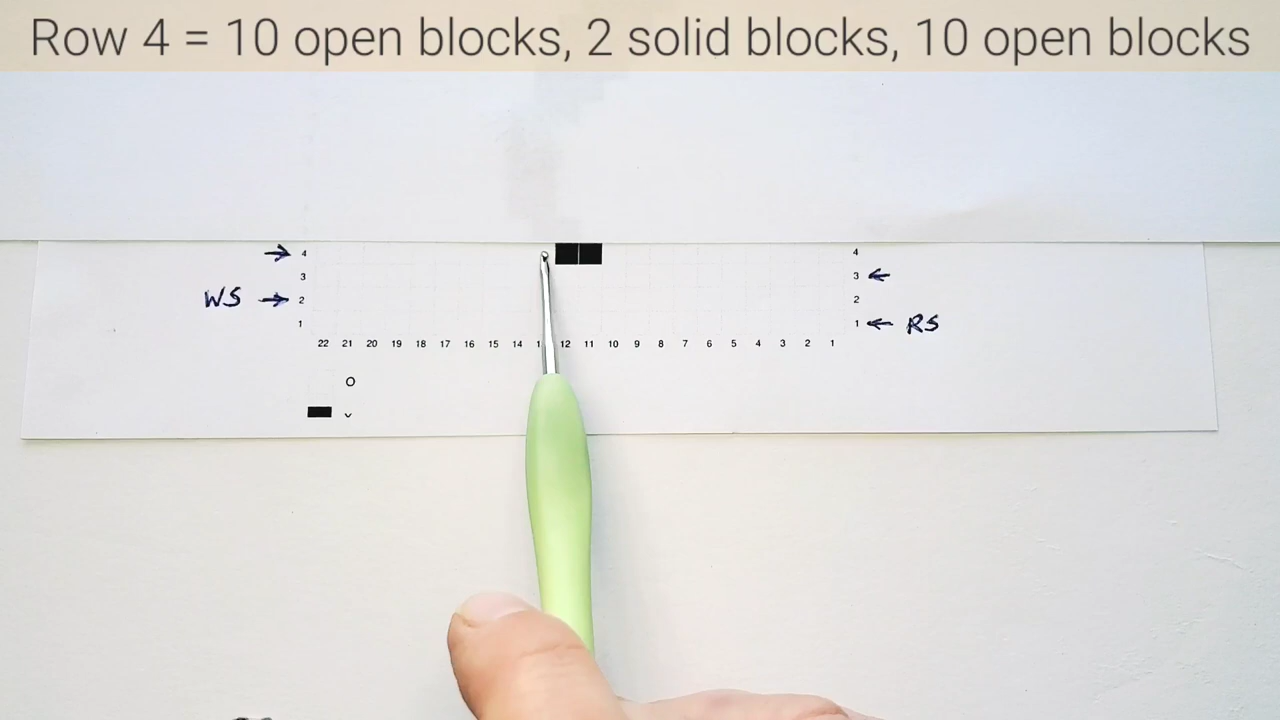 Row 4 = 10 open blocks, 2 solid blocks, 10 open blocks
→ 4 4
3 3 ←
WS → 2 2
1 1 ← RS
22 21 20 19 18 17 16 15 14 1 12 11 10 9 8 7 6 5 4 3 2 1
O
v